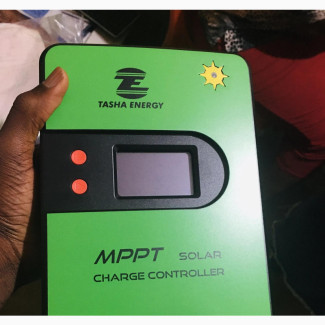 TASHA ENERGY
MPPT SOLAR
CHARGE CONTROLLER